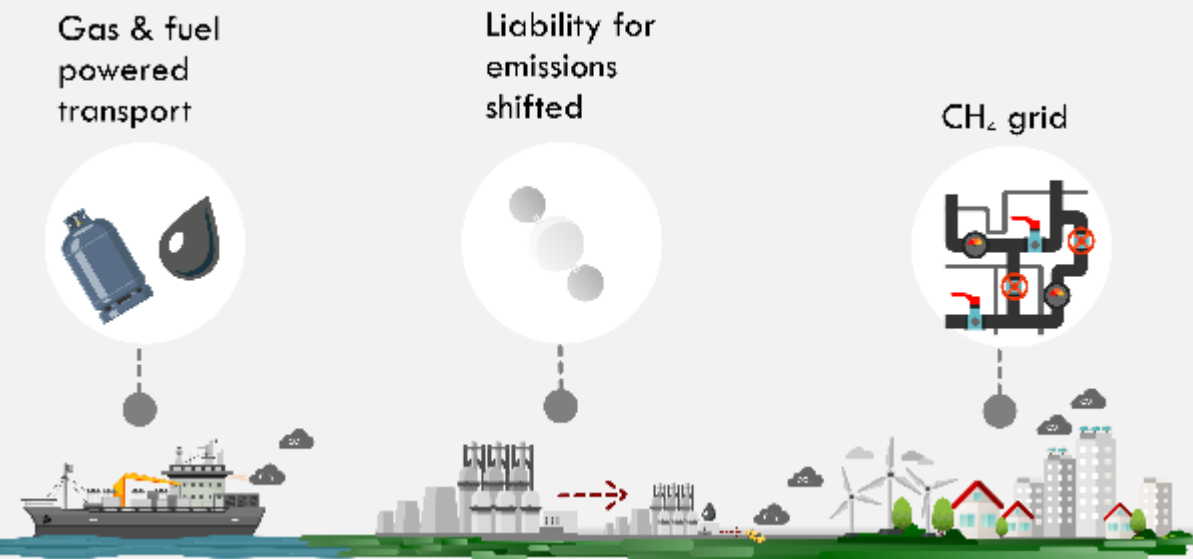 Gas & fuel
powered
transport
Liability for
emissions
shifted
CH₄ grid